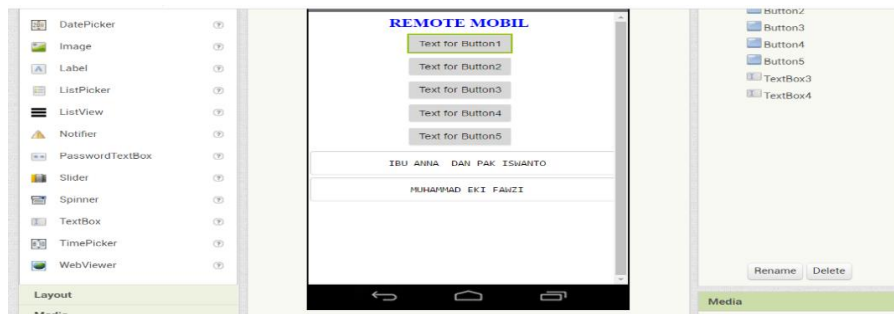 DatePicker
Image
Label
ListPicker
ListView
Notifier
PasswordTextBox
Slider
Spinner
TextBox
TimePicker
WebViewer
Layout
REMOTE MOBIL
Text for Button1
Text for Button2
Text for Button3
Text for Button4
Text for Button5
IBU ANNA DAN PAK ISWANTO
MUHAMMAD EKI FAWZI
Button2
Button3
Button4
Button5
TextBox3
TextBox4
Rename Delete
Media